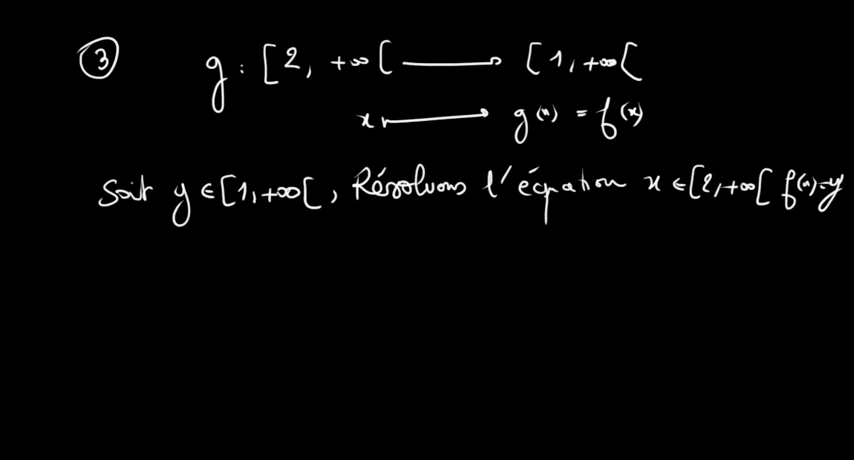 ③ g : [2, +∞[ ⟶ [1, +∞[
x ⟼ g(x) = f(x)
Soit y ∈ [1, +∞[ , Résolvons l'équation x ∈ [2, +∞[ f(x)=y